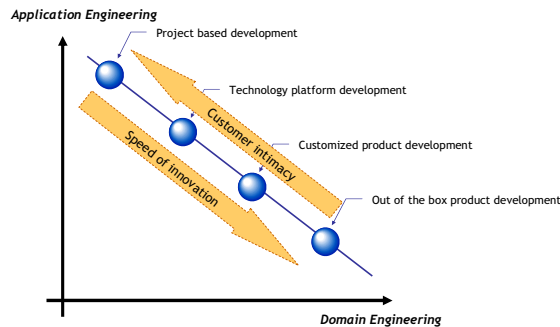 Application Engineering
Project based development
Technology platform development
Customer intimacy
Customized product development
Speed of innovation
Out of the box product development
Domain Engineering